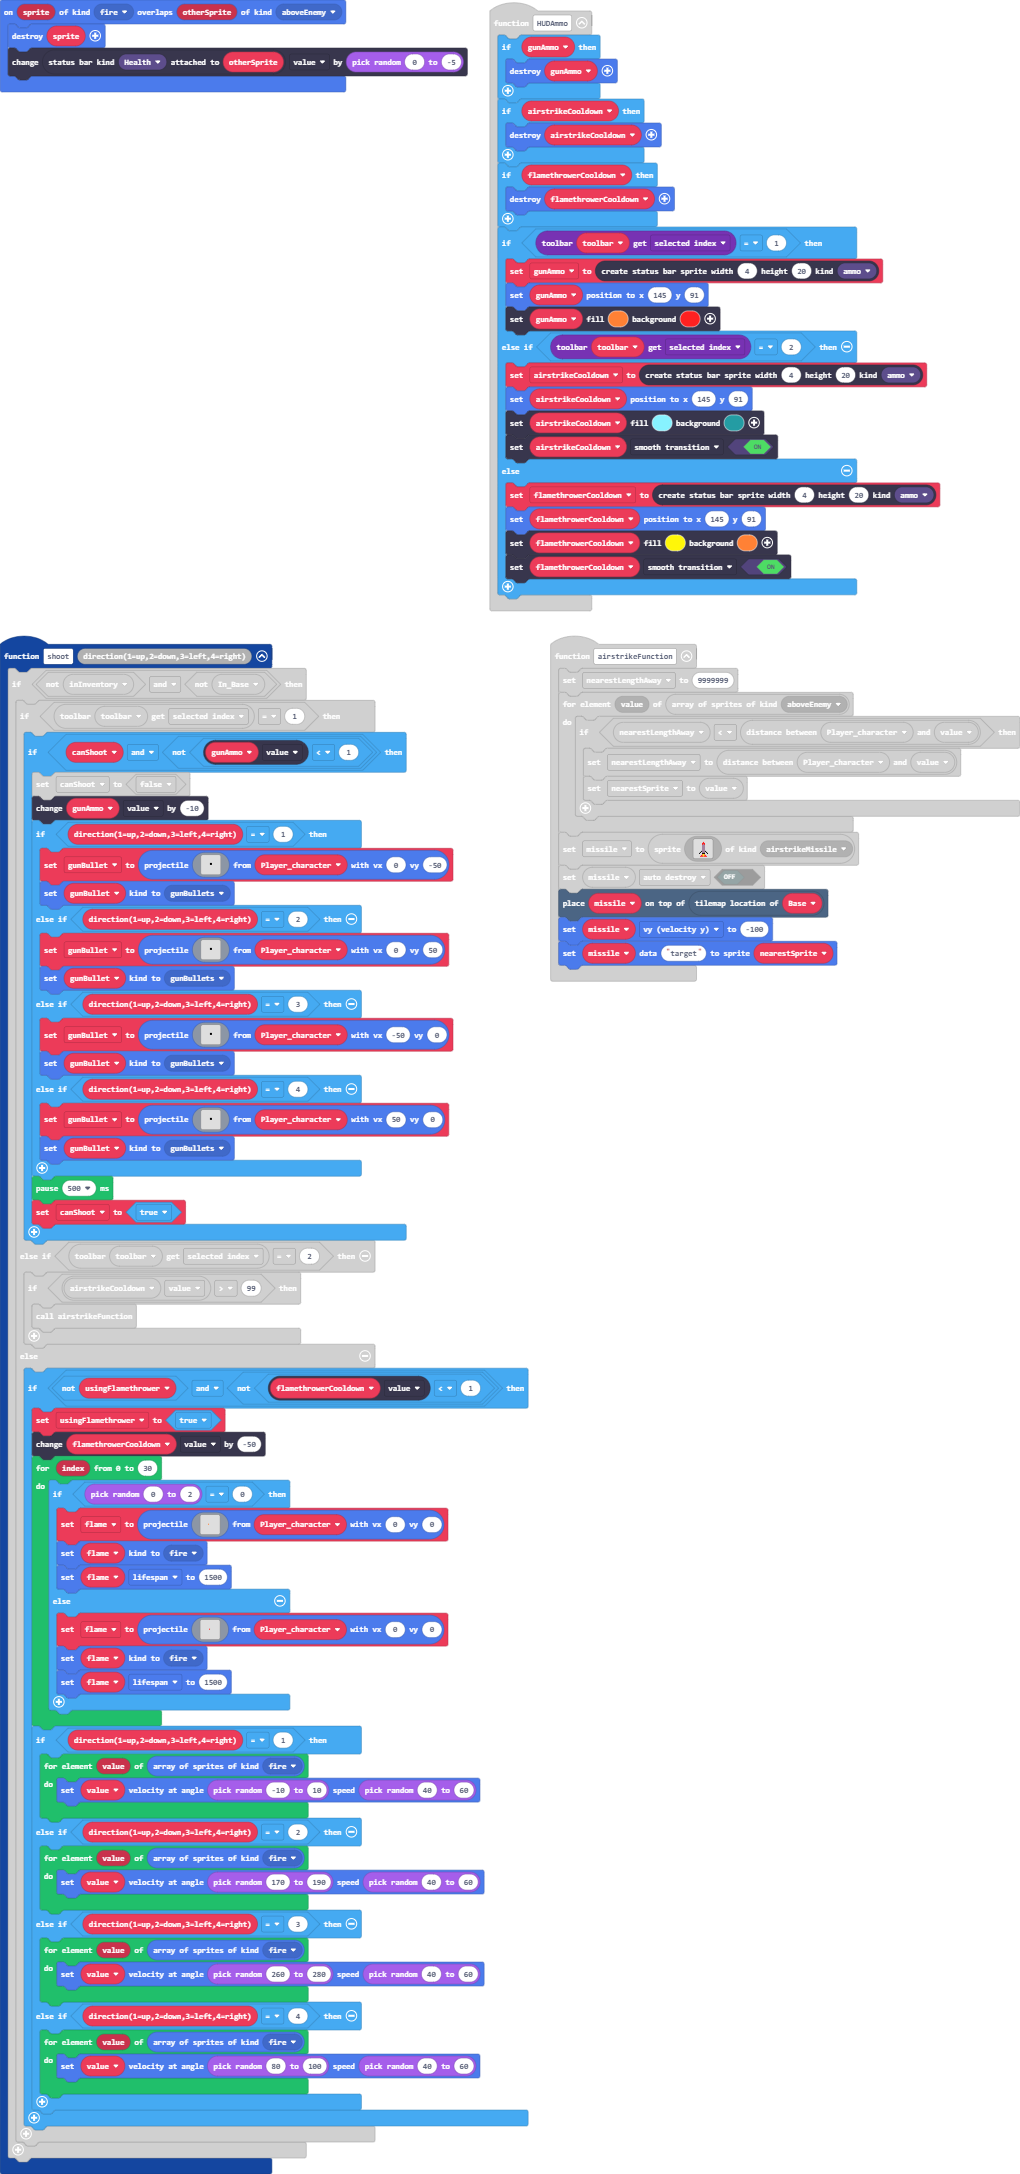 on sprite of kind fire overlaps otherSprite of kind aboveEnemy
destroy sprite
change status bar kind Health attached to otherSprite value by pick random 0 to -5
function HUDAmmo
if gunAmmo then
destroy gunAmmo
if airstrikeCooldown then
destroy airstrikeCooldown
if flamethrowerCooldown then
destroy flamethrowerCooldown
if toolbar toolbar get selected index = 1 then
set gunAmmo to create status bar sprite width 4 height 20 kind ammo
set gunAmmo position to x 145 y 91
set gunAmmo fill background
else if toolbar toolbar get selected index = 2 then
set airstrikeCooldown to create status bar sprite width 4 height 20 kind ammo
set airstrikeCooldown position to x 145 y 91
set airstrikeCooldown fill background
set airstrikeCooldown smooth transition ON
else
set flamethrowerCooldown to create status bar sprite width 4 height 20 kind ammo
set flamethrowerCooldown position to x 145 y 91
set flamethrowerCooldown fill background
set flamethrowerCooldown smooth transition ON
function shoot direction(1=up,2=down,3=left,4=right)
if not inInventory and not In_Base then
if toolbar toolbar get selected index = 1 then
if canShoot and not gunAmmo value < 1 then
set canShoot to false
change gunAmmo value by -10
if direction(1=up,2=down,3=left,4=right) = 1 then
set gunBullet to projectile from Player_character with vx 0 vy -50
set gunBullet kind to gunBullets
else if direction(1=up,2=down,3=left,4=right) = 2 then
set gunBullet to projectile from Player_character with vx 0 vy 50
set gunBullet kind to gunBullets
else if direction(1=up,2=down,3=left,4=right) = 3 then
set gunBullet to projectile from Player_character with vx -50 vy 0
set gunBullet kind to gunBullets
else if direction(1=up,2=down,3=left,4=right) = 4 then
set gunBullet to projectile from Player_character with vx 50 vy 0
set gunBullet kind to gunBullets
pause 500 ms
set canShoot to true
else if toolbar toolbar get selected index = 2 then
if airstrikeCooldown value > 99 then
call airstrikeFunction
else
if not usingFlamethrower and not flamethrowerCooldown value < 1 then
set usingFlamethrower to true
change flamethrowerCooldown value by -50
for index from 0 to 30
do
if pick random 0 to 2 = 0 then
set flame to projectile from Player_character with vx 0 vy 0
set flame kind to fire
set flame lifespan to 1500
else
set flame to projectile from Player_character with vx 0 vy 0
set flame kind to fire
set flame lifespan to 1500
if direction(1=up,2=down,3=left,4=right) = 1 then
for element value of array of sprites of kind fire
do set value velocity at angle pick random -10 to 10 speed pick random 40 to 60
else if direction(1=up,2=down,3=left,4=right) = 2 then
for element value of array of sprites of kind fire
do set value velocity at angle pick random 170 to 190 speed pick random 40 to 60
else if direction(1=up,2=down,3=left,4=right) = 3 then
for element value of array of sprites of kind fire
do set value velocity at angle pick random 260 to 280 speed pick random 40 to 60
else if direction(1=up,2=down,3=left,4=right) = 4 then
for element value of array of sprites of kind fire
do set value velocity at angle pick random 80 to 100 speed pick random 40 to 60
function airstrikeFunction
set nearestLengthAway to 9999999
for element value of array of sprites of kind aboveEnemy
do
if nearestLengthAway < distance between Player_character and value then
set nearestLengthAway to distance between Player_character and value
set nearestSprite to value
set missile to sprite of kind airstrikeMissile
set missile auto destroy OFF
place missile on top of tilemap location of Base
set missile vy (velocity y) to -100
set missile data "target" to sprite nearestSprite